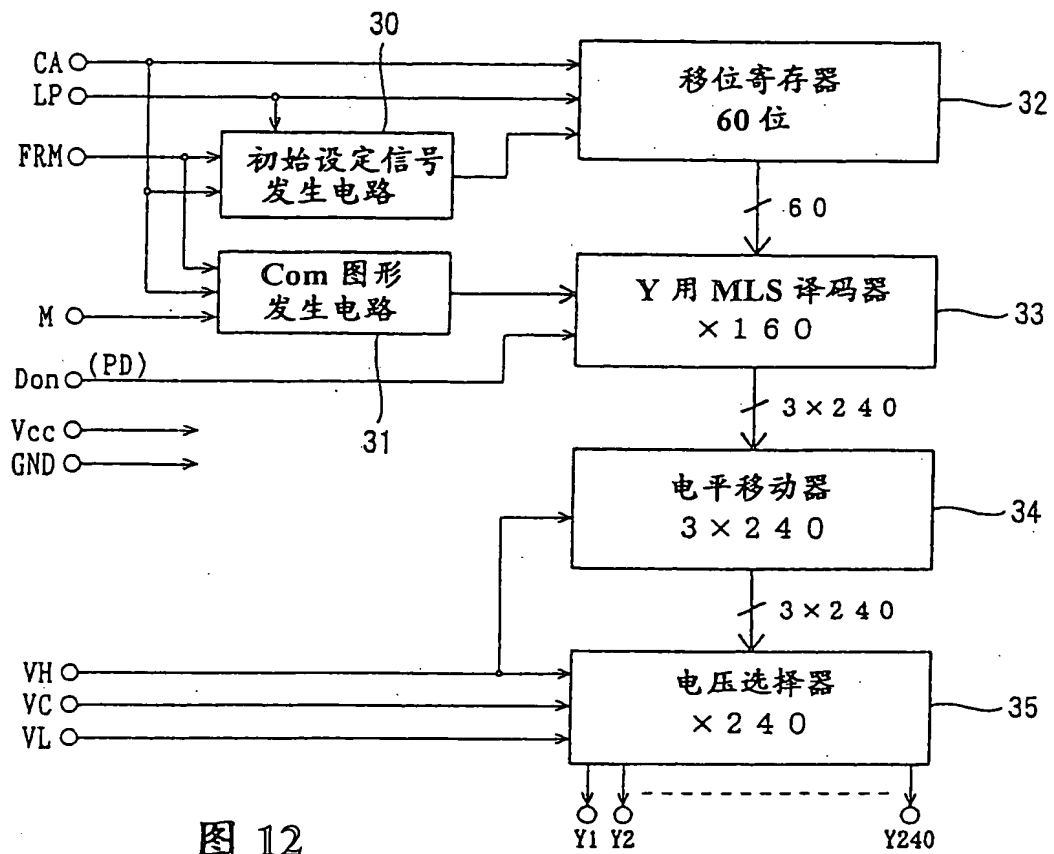 30
CA
LP
FRM
初始设定信号
发生电路
移位寄存器
60 位
32
60
Com 图形
发生电路
M
Don (PD)
31
Y 用 MLS 译码器
×160
33
Vcc
GND
3×240
电平移动器
3×240
34
3×240
VH
VC
VL
电压选择器
×240
35
Y1 Y2 Y240
图 12